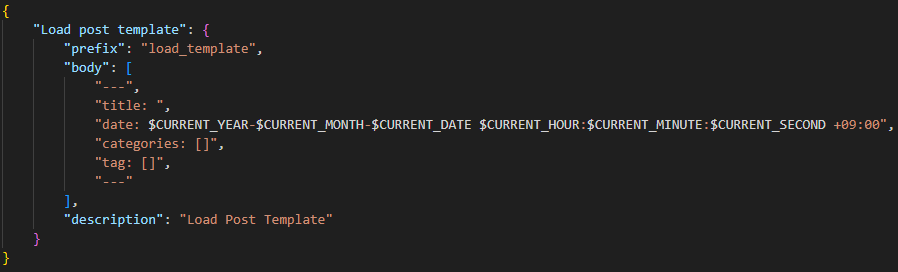 {
"Load post template": {
"prefix": "load_template",
"body": [
"---",
"title: ",
"date: $CURRENT_YEAR-$CURRENT_MONTH-$CURRENT_DATE $CURRENT_HOUR:$CURRENT_MINUTE:$CURRENT_SECOND +09:00",
"categories: []",
"tag: []",
"---"
],
"description": "Load Post Template"
}
}